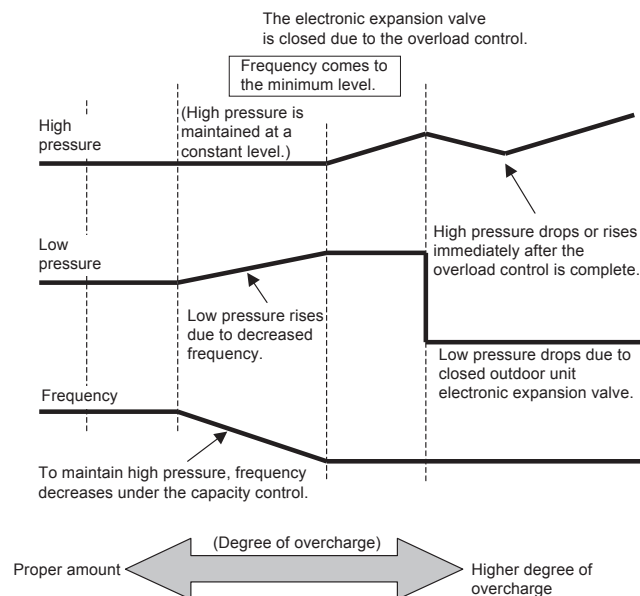 The electronic expansion valve
is closed due to the overload control.
Frequency comes to
the minimum level.
(High pressure is
maintained at a
constant level.)
High
pressure
High pressure drops or rises
immediately after the
overload control is complete.
Low
pressure
Low pressure rises
due to decreased
frequency.
Low pressure drops due to
closed outdoor unit
electronic expansion valve.
Frequency
To maintain high pressure, frequency
decreases under the capacity control.
(Degree of overcharge)
Proper amount
Higher degree of
overcharge